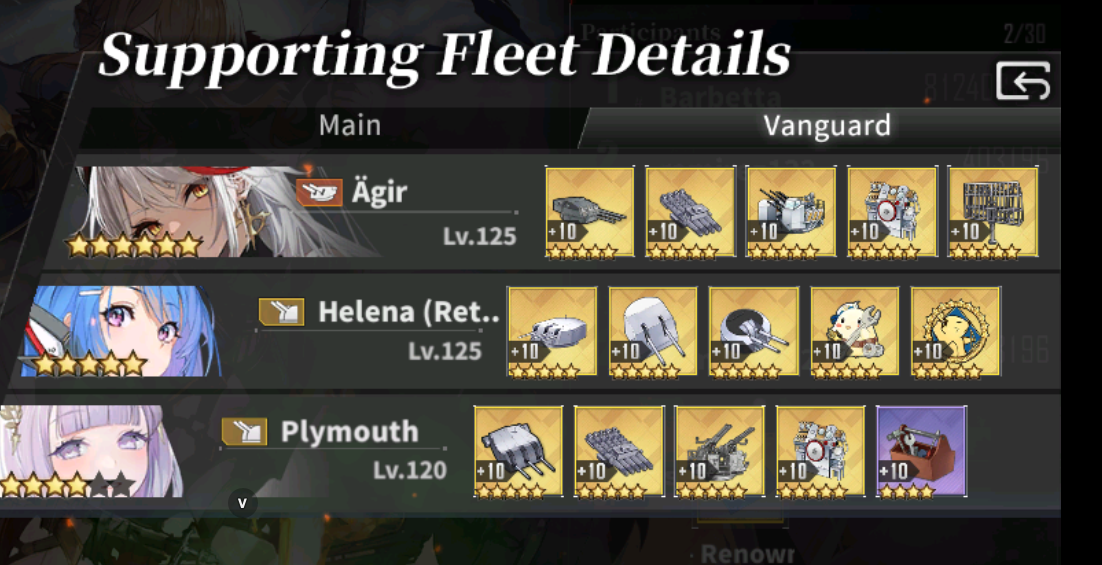 Participants
2/30
Supporting Fleet Details
Barbetta
Main
Vanguard
Ägir
Lv.125
+10 +10 +10 +10 +10
Helena (Ret..
Lv.125
+10 +10 +10 +10 +10
Plymouth
Lv.120
+10 +10 +10 +10 +10
v
Renowr